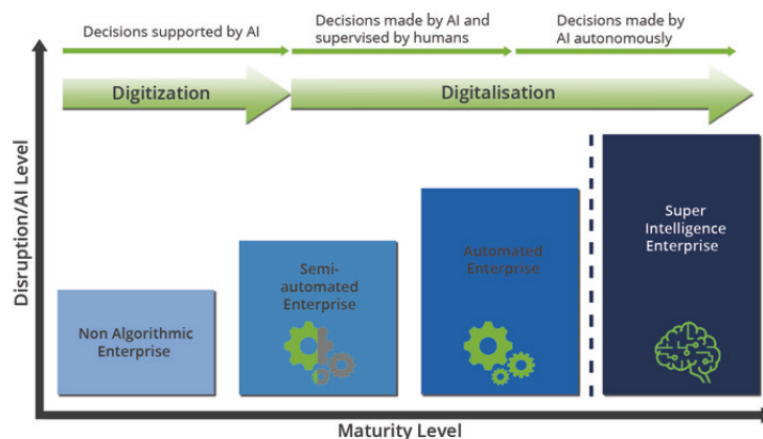 Decisions supported by AI
Decisions made by AI and
supervised by humans
Decisions made by
AI autonomously
Digitization
Digitalisation
Disruption/AI Level
Non Algorithmic
Enterprise
Semi-
automated
Enterprise
Automated
Enterprise
Super
Intelligence
Enterprise
Maturity Level